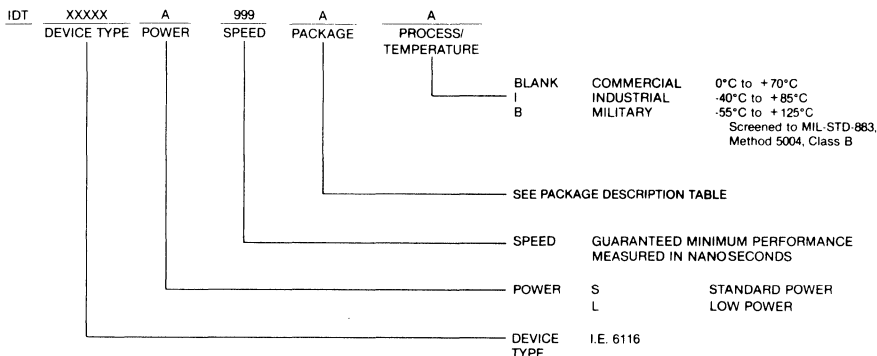 IDT XXXXX A 999 A A
DEVICE TYPE POWER SPEED PACKAGE PROCESS/
TEMPERATURE
BLANK COMMERCIAL 0°C to +70°C
I INDUSTRIAL -40°C to +85°C
B MILITARY -55°C to +125°C
Screened to MIL-STD-883,
Method 5004, Class B
SEE PACKAGE DESCRIPTION TABLE
SPEED GUARANTEED MINIMUM PERFORMANCE
MEASURED IN NANOSECONDS
POWER S STANDARD POWER
L LOW POWER
DEVICE I.E. 6116
TYPE